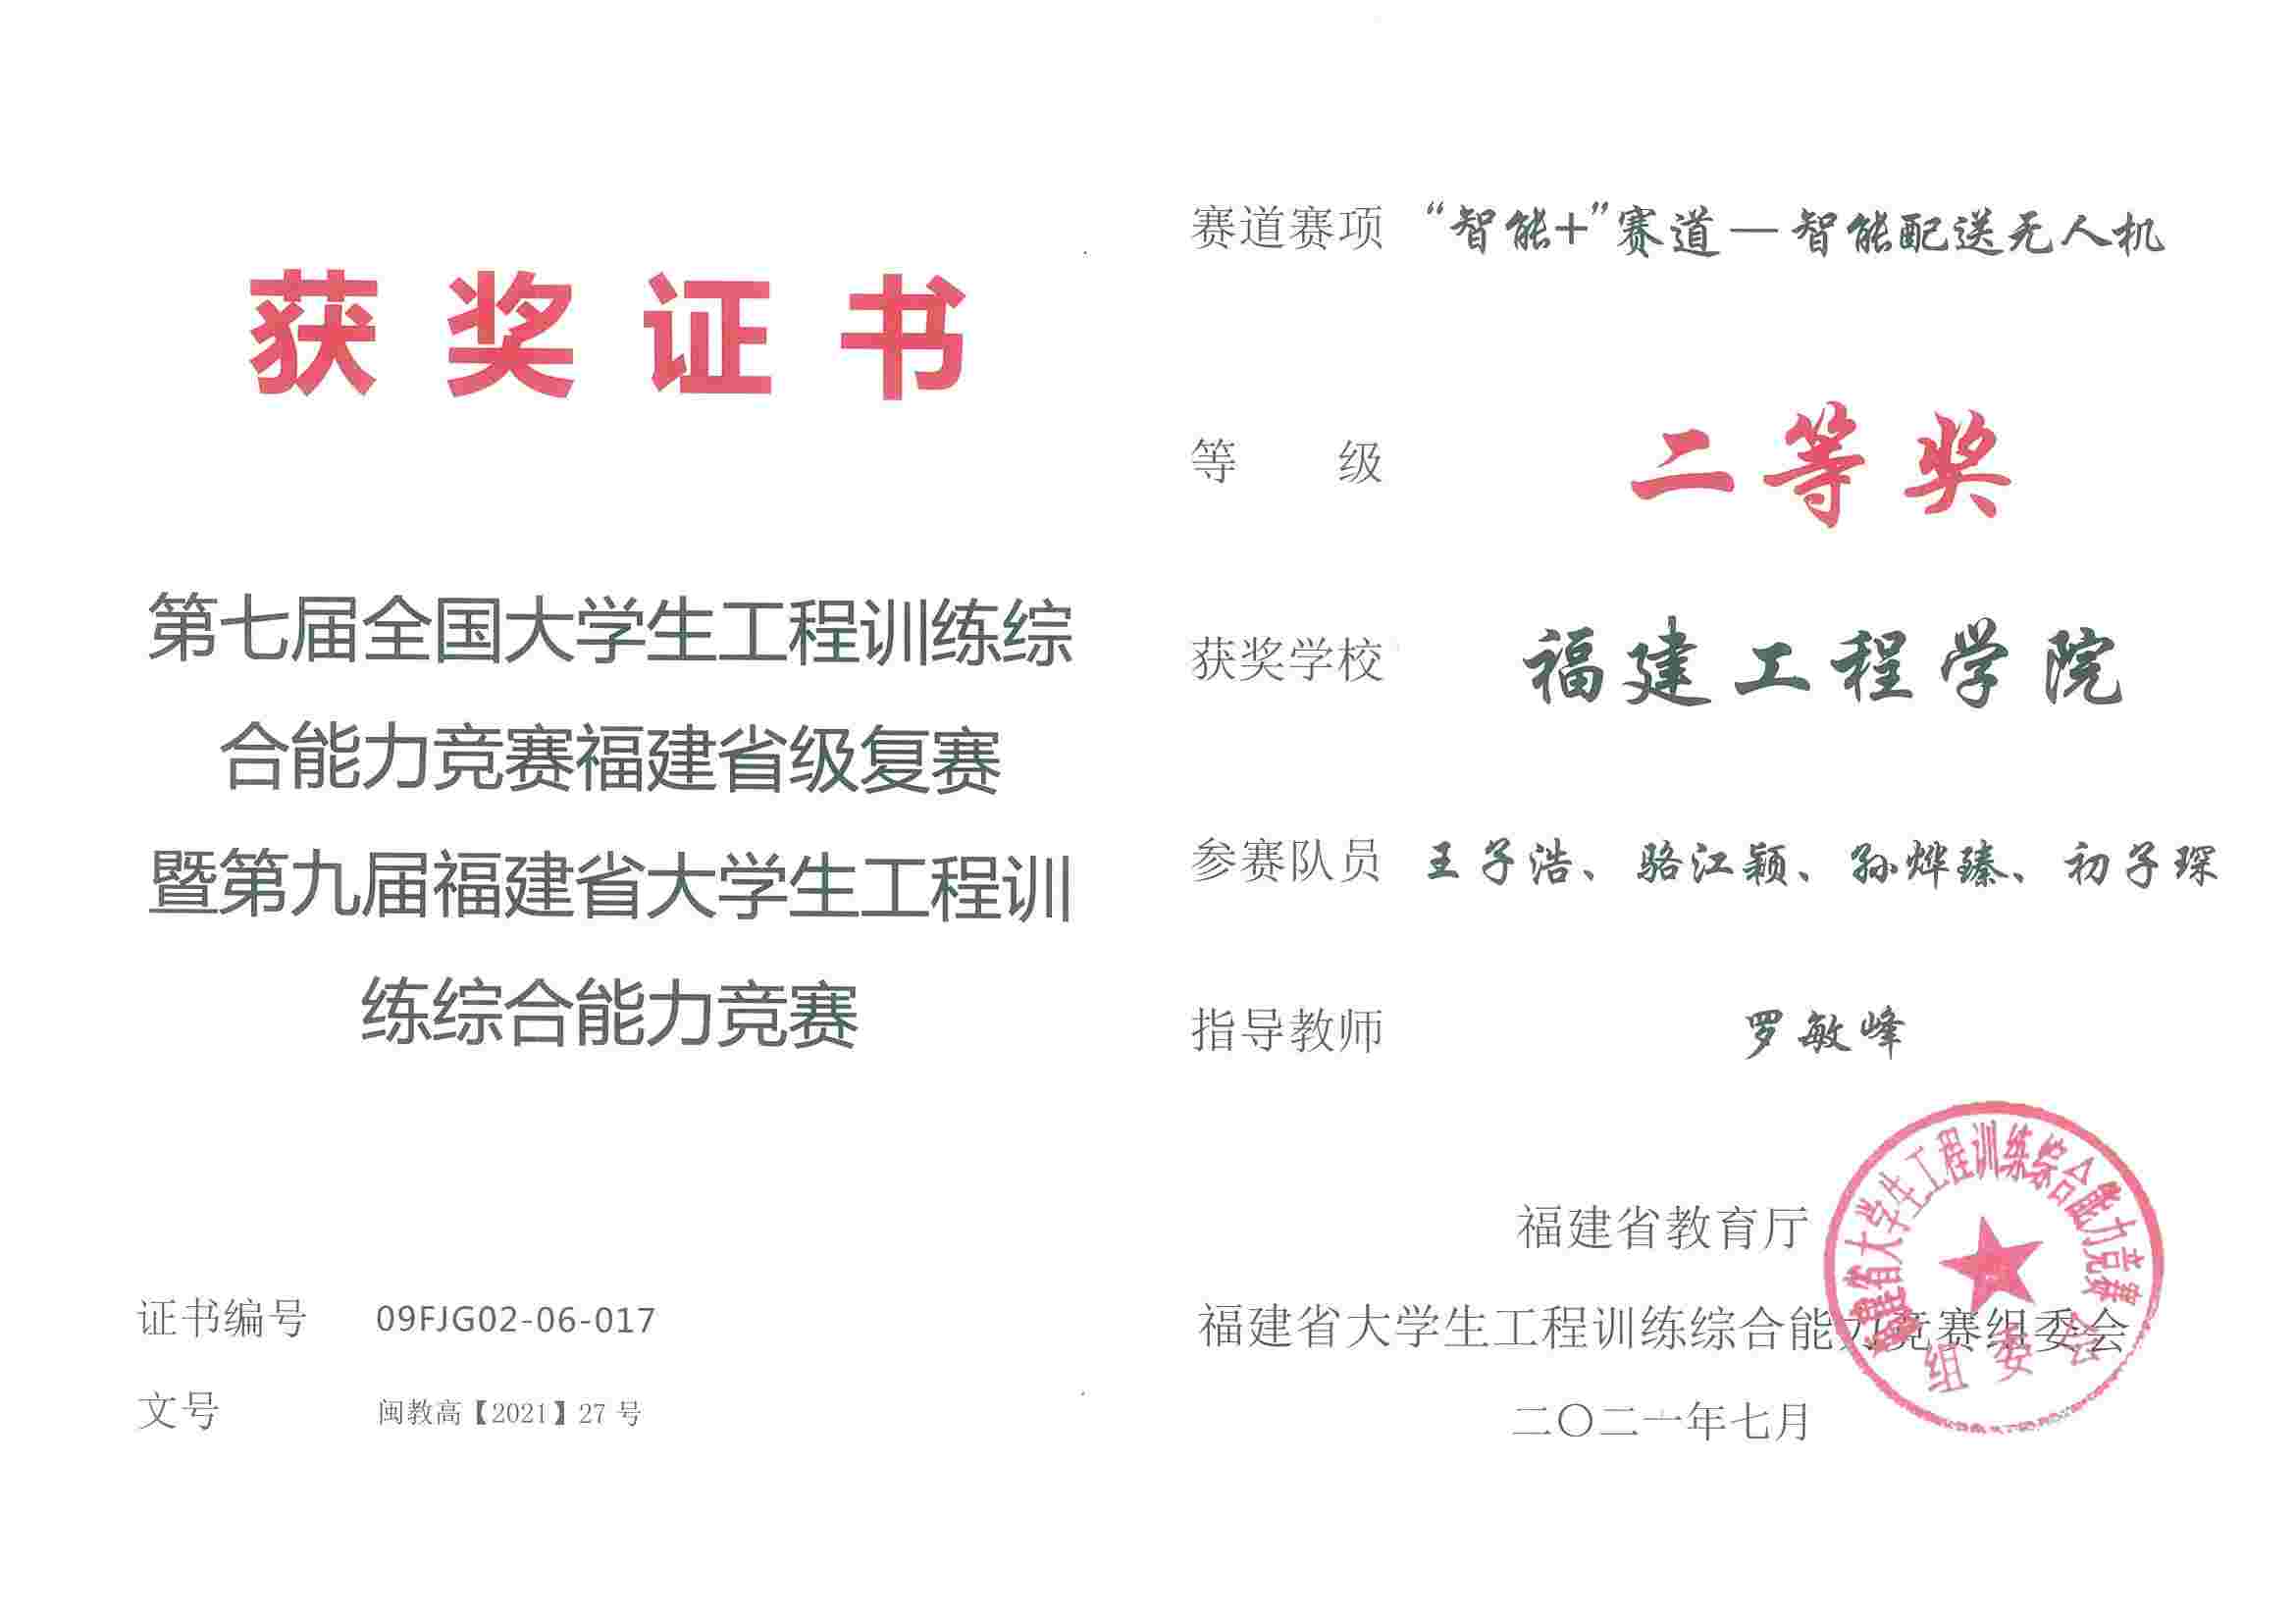 获奖证书
第七届全国大学生工程训练综
合能力竞赛福建省级复赛
暨第九届福建省大学生工程训
练综合能力竞赛
证书编号 09FJG02-06-017
文号 闽教高【2021】27 号
赛道赛项 “智能+”赛道—智能配送无人机
等 级 二等奖
获奖学校 福建工程学院
参赛队员 王子浩、骆江颖、孙烨臻、初子琛
指导教师 罗敏峰
福建省教育厅
福建省大学生工程训练综合能力竞赛组委会
二〇二一年七月
福建省大学生工程训练综合能力竞赛
组委会